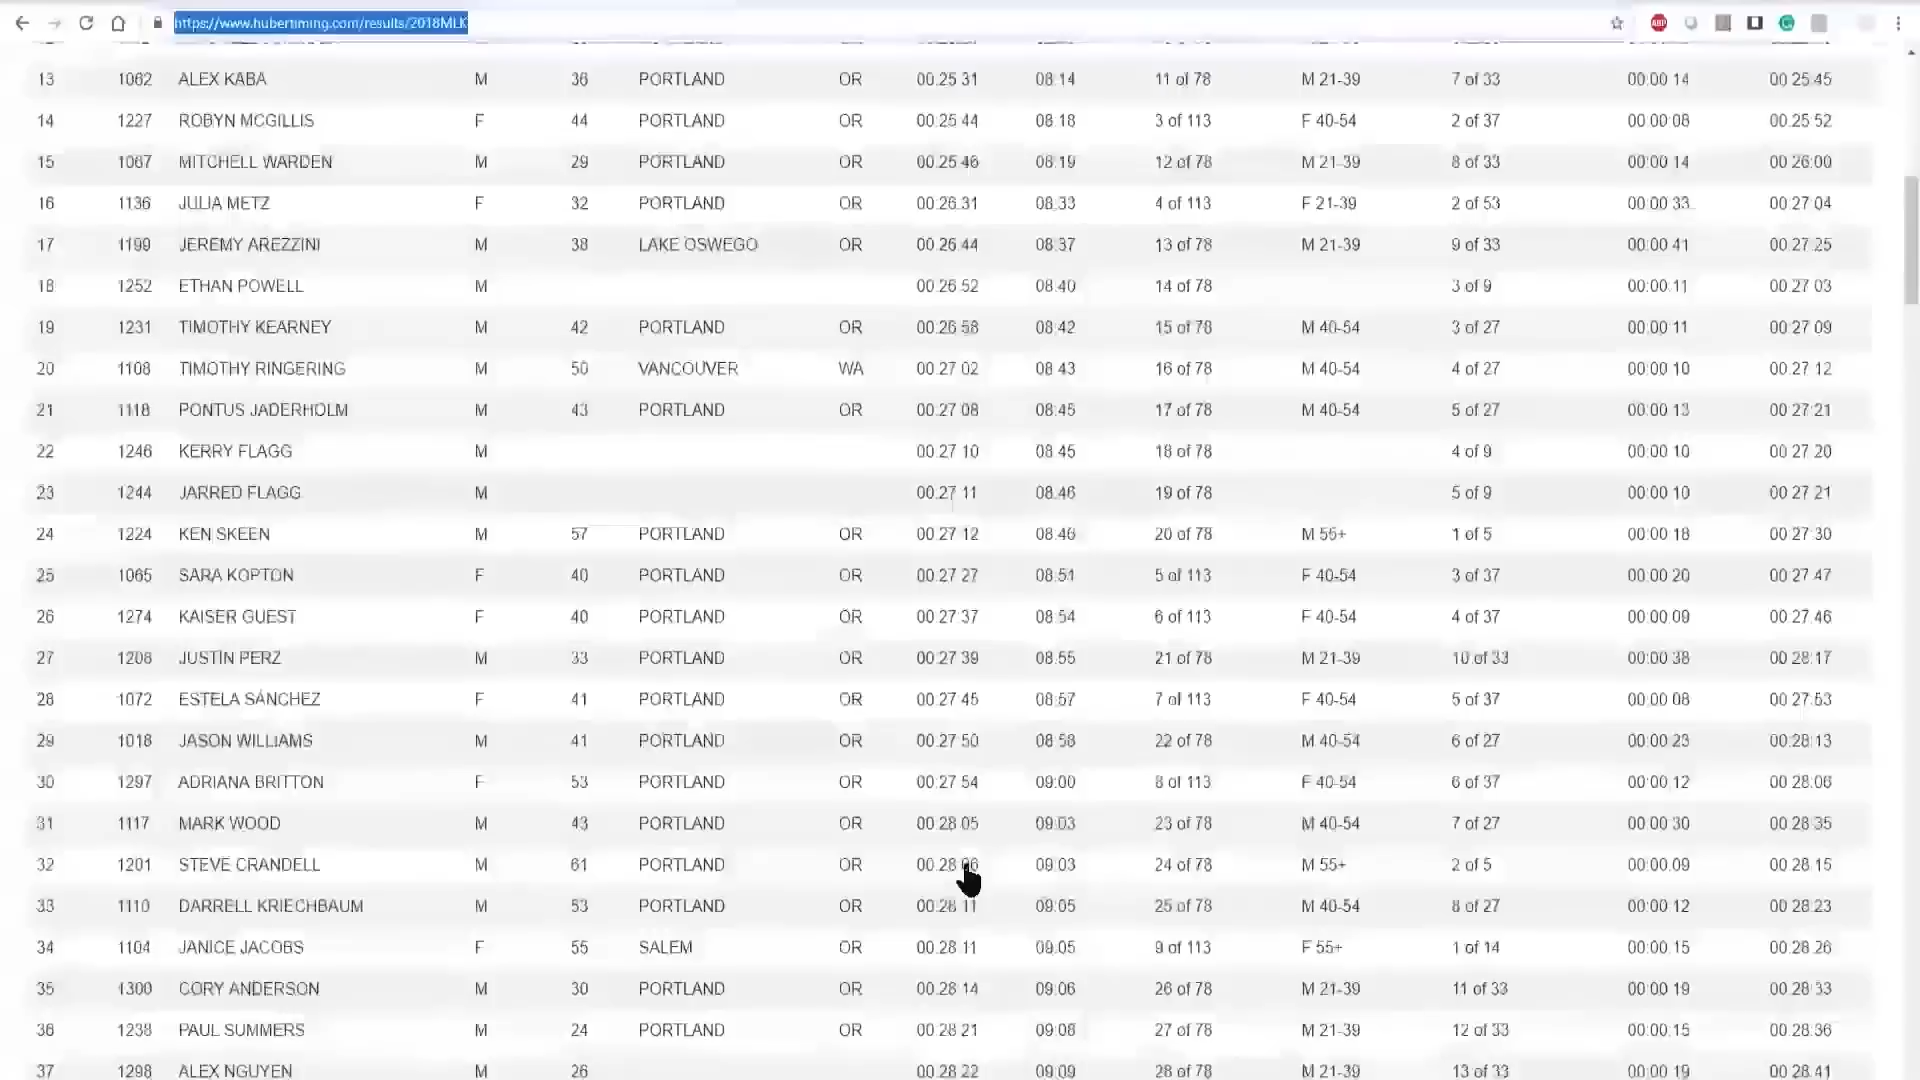 https://www.hubertiming.com/results/2018MLK
13 1062 ALEX KABA M 36 PORTLAND OR 00:25:31 08:14 11 of 78 M 21-39 7 of 33 00:00:14 00:25:45
14 1227 ROBYN MCGILLIS F 44 PORTLAND OR 00:25:44 08:18 3 of 113 F 40-54 2 of 37 00:00:08 00:25:52
15 1067 MITCHELL WARDEN M 29 PORTLAND OR 00:25:46 08:19 12 of 78 M 21-39 8 of 33 00:00:14 00:26:00
16 1136 JULIA METZ F 32 PORTLAND OR 00:26:31 08:33 4 of 113 F 21-39 2 of 53 00:00:33 00:27:04
17 1199 JEREMY AREZZINI M 38 LAKE OSWEGO OR 00:26:44 08:37 13 of 78 M 21-39 9 of 33 00:00:41 00:27:25
18 1252 ETHAN POWELL M 00:26:52 08:40 14 of 78 3 of 9 00:00:11 00:27:03
19 1231 TIMOTHY KEARNEY M 42 PORTLAND OR 00:26:58 08:42 15 of 78 M 40-54 3 of 27 00:00:11 00:27:09
20 1108 TIMOTHY RINGERING M 50 VANCOUVER WA 00:27:02 08:43 16 of 78 M 40-54 4 of 27 00:00:10 00:27:12
21 1118 PONTUS JADERHOLM M 43 PORTLAND OR 00:27:08 08:45 17 of 78 M 40-54 5 of 27 00:00:13 00:27:21
22 1246 KERRY FLAGG M 00:27:10 08:45 18 of 78 4 of 9 00:00:10 00:27:20
23 1244 JARRED FLAGG M 00:27:11 08:46 19 of 78 5 of 9 00:00:10 00:27:21
24 1224 KEN SKEEN M 57 PORTLAND OR 00:27:12 08:46 20 of 78 M 55+ 1 of 5 00:00:18 00:27:30
25 1065 SARA KOPTON F 40 PORTLAND OR 00:27:27 08:51 5 of 113 F 40-54 3 of 37 00:00:20 00:27:47
26 1274 KAISER GUEST F 40 PORTLAND OR 00:27:37 08:54 6 of 113 F 40-54 4 of 37 00:00:09 00:27:46
27 1208 JUSTIN PERZ M 33 PORTLAND OR 00:27:39 08:55 21 of 78 M 21-39 10 of 33 00:00:38 00:28:17
28 1072 ESTELA SÁNCHEZ F 41 PORTLAND OR 00:27:45 08:57 7 of 113 F 40-54 5 of 37 00:00:08 00:27:53
29 1018 JASON WILLIAMS M 41 PORTLAND OR 00:27:50 08:58 22 of 78 M 40-54 6 of 27 00:00:23 00:28:13
30 1297 ADRIANA BRITTON F 53 PORTLAND OR 00:27:54 09:00 8 of 113 F 40-54 6 of 37 00:00:12 00:28:06
31 1117 MARK WOOD M 43 PORTLAND OR 00:28:05 09:03 23 of 78 M 40-54 7 of 27 00:00:30 00:28:35
32 1201 STEVE CRANDELL M 61 PORTLAND OR 00:28:06 09:03 24 of 78 M 55+ 2 of 5 00:00:09 00:28:15
33 1110 DARRELL KRIECHBAUM M 53 PORTLAND OR 00:28:11 09:05 25 of 78 M 40-54 8 of 27 00:00:12 00:28:23
34 1104 JANICE JACOBS F 55 SALEM OR 00:28:11 09:05 9 of 113 F 55+ 1 of 14 00:00:15 00:28:26
35 1300 CORY ANDERSON M 30 PORTLAND OR 00:28:14 09:06 26 of 78 M 21-39 11 of 33 00:00:19 00:28:33
36 1238 PAUL SUMMERS M 24 PORTLAND OR 00:28:21 09:08 27 of 78 M 21-39 12 of 33 00:00:15 00:28:36
37 1298 ALEX NGUYEN M 26 00:28:22 09:09 28 of 78 M 21-39 13 of 33 00:00:19 00:28:41